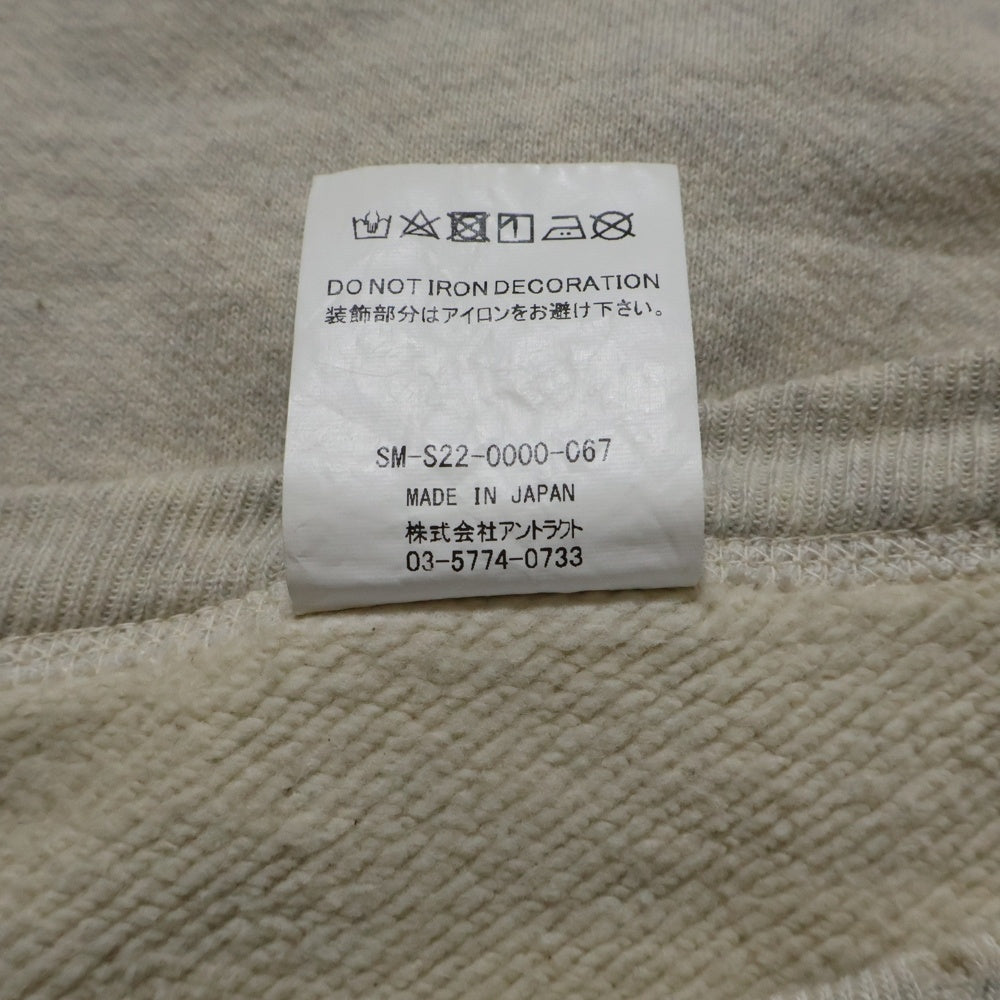 DO NOT IRON DECORATION
装飾部分はアイロンをお避け下さい。
SM-S22-0000-C67
MADE IN JAPAN
株式会社アントラクト
03-5774-0733